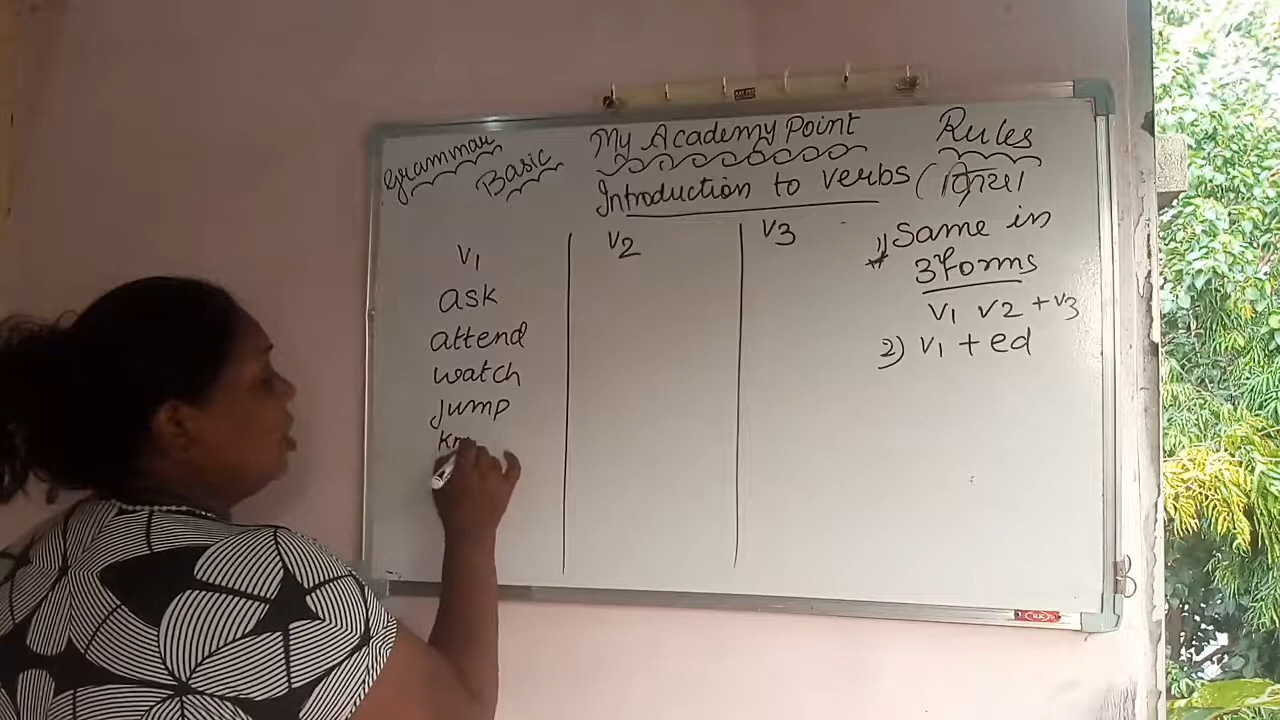 Grammar
Basic
My Academy Point
Introduction to verbs (क्रिया
Rules
V1 V2 V3
ask
attend
watch
jump
1) Same in
3 Forms
V1 V2 + V3
2) V1 + ed